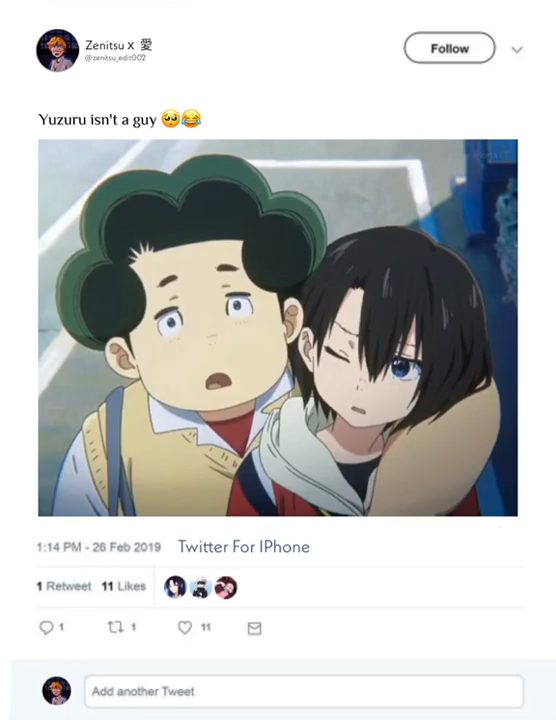 Zenitsu x 愛
@zenitsu_edit002
Follow
Yuzuru isn't a guy 🥺😂
1:14 PM - 26 Feb 2019 Twitter For IPhone
1 Retweet 11 Likes
1 1 11
Add another Tweet